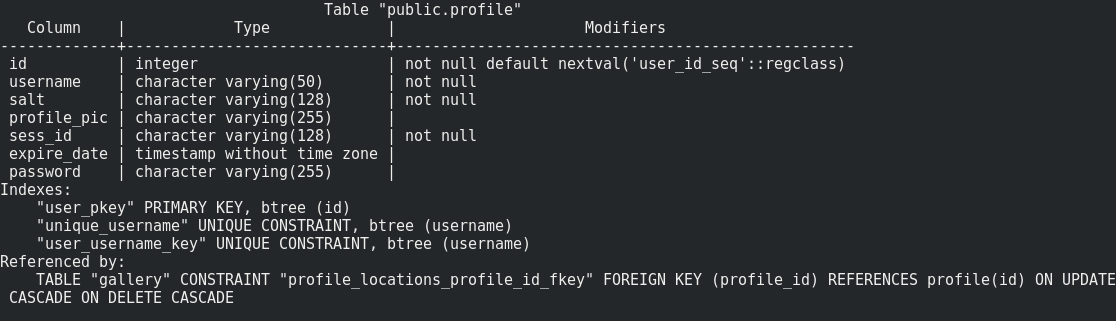 Table "public.profile"
   Column    |            Type             |                     Modifiers
-------------+-----------------------------+---------------------------------------------------
 id          | integer                     | not null default nextval('user_id_seq'::regclass)
 username    | character varying(50)       | not null
 salt        | character varying(128)      | not null
 profile_pic | character varying(255)      |
 sess_id     | character varying(128)      | not null
 expire_date | timestamp without time zone |
 password    | character varying(255)      |
Indexes:
    "user_pkey" PRIMARY KEY, btree (id)
    "unique_username" UNIQUE CONSTRAINT, btree (username)
    "user_username_key" UNIQUE CONSTRAINT, btree (username)
Referenced by:
    TABLE "gallery" CONSTRAINT "profile_locations_profile_id_fkey" FOREIGN KEY (profile_id) REFERENCES profile(id) ON UPDATE
 CASCADE ON DELETE CASCADE